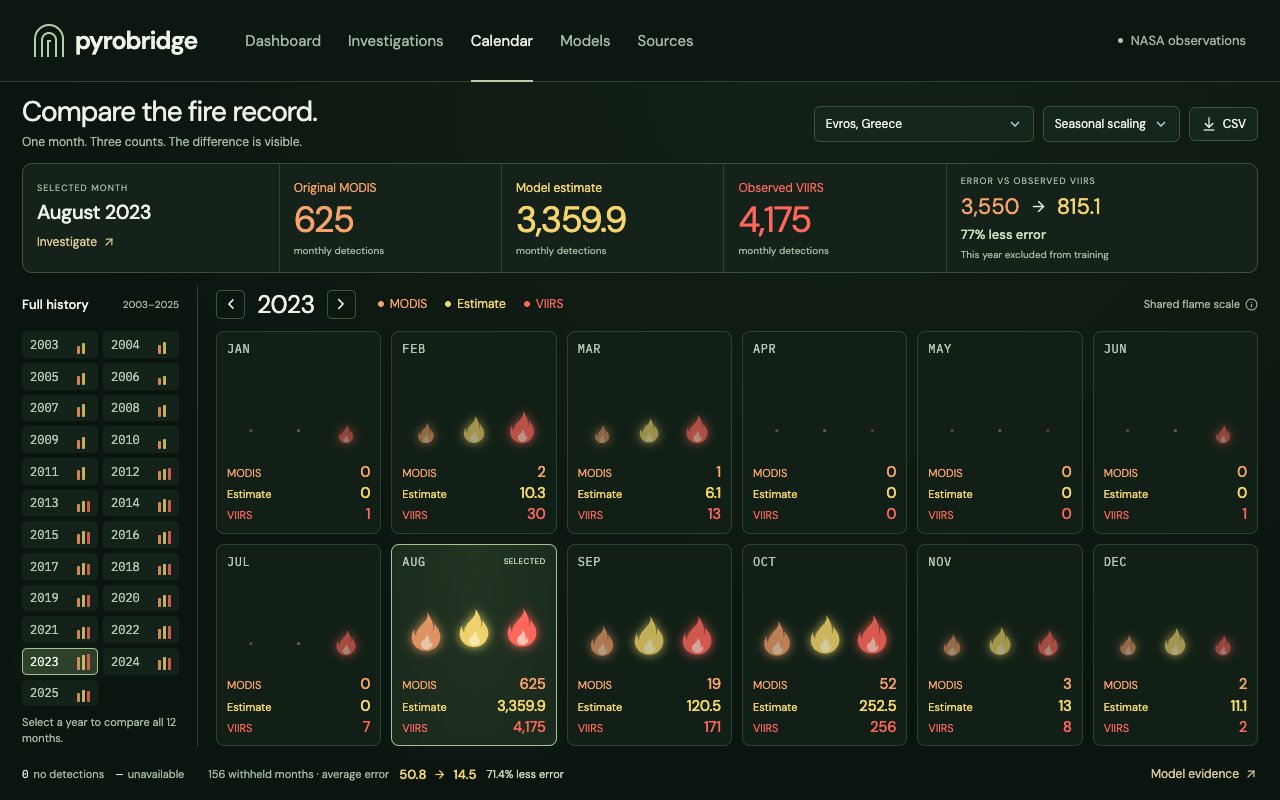 pyrobridge
Dashboard Investigations Calendar Models Sources
NASA observations
Compare the fire record.
One month. Three counts. The difference is visible.
Evros, Greece
Seasonal scaling
CSV
SELECTED MONTH
August 2023
Investigate
Original MODIS
625
monthly detections
Model estimate
3,359.9
monthly detections
Observed VIIRS
4,175
monthly detections
ERROR VS OBSERVED VIIRS
3,550 → 815.1
77% less error
This year excluded from training
Full history 2003–2025
2003 2004
2005 2006
2007 2008
2009 2010
2011 2012
2013 2014
2015 2016
2017 2018
2019 2020
2021 2022
2023 2024
2025
Select a year to compare all 12
months.
2023
MODIS Estimate VIIRS
Shared flame scale
JAN
MODIS 0
Estimate 0
VIIRS 1
FEB
MODIS 2
Estimate 10.3
VIIRS 30
MAR
MODIS 1
Estimate 6.1
VIIRS 13
APR
MODIS 0
Estimate 0
VIIRS 0
MAY
MODIS 0
Estimate 0
VIIRS 0
JUN
MODIS 0
Estimate 0
VIIRS 1
JUL
MODIS 0
Estimate 0
VIIRS 7
AUG SELECTED
MODIS 625
Estimate 3,359.9
VIIRS 4,175
SEP
MODIS 19
Estimate 120.5
VIIRS 171
OCT
MODIS 52
Estimate 252.5
VIIRS 256
NOV
MODIS 3
Estimate 13
VIIRS 8
DEC
MODIS 2
Estimate 11.1
VIIRS 2
0 no detections — unavailable
156 withheld months · average error 50.8 → 14.5 71.4% less error
Model evidence